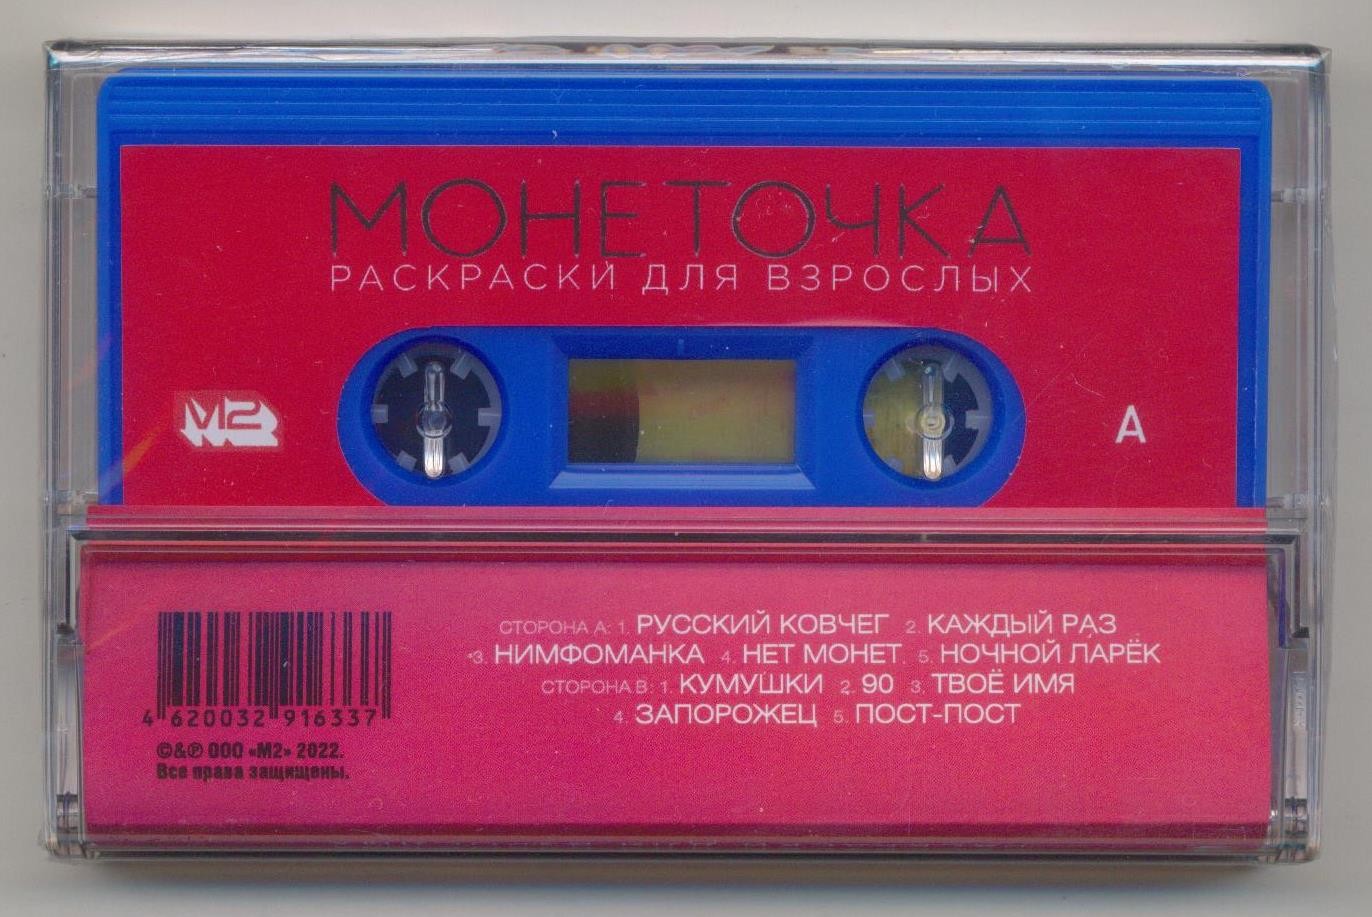 МОНЕТОЧКА
РАСКРАСКИ ДЛЯ ВЗРОСЛЫХ
M2
A
СТОРОНА А: 1. РУССКИЙ КОВЧЕГ 2. КАЖДЫЙ РАЗ
3. НИМФОМАНКА 4. НЕТ МОНЕТ 5. НОЧНОЙ ЛАРЁК
СТОРОНА В: 1. КУМУШКИ 2. 90 3. ТВОЁ ИМЯ
4. ЗАПОРОЖЕЦ 5. ПОСТ-ПОСТ
4 620032 916337
©&℗ ООО «М2» 2022.
Все права защищены.